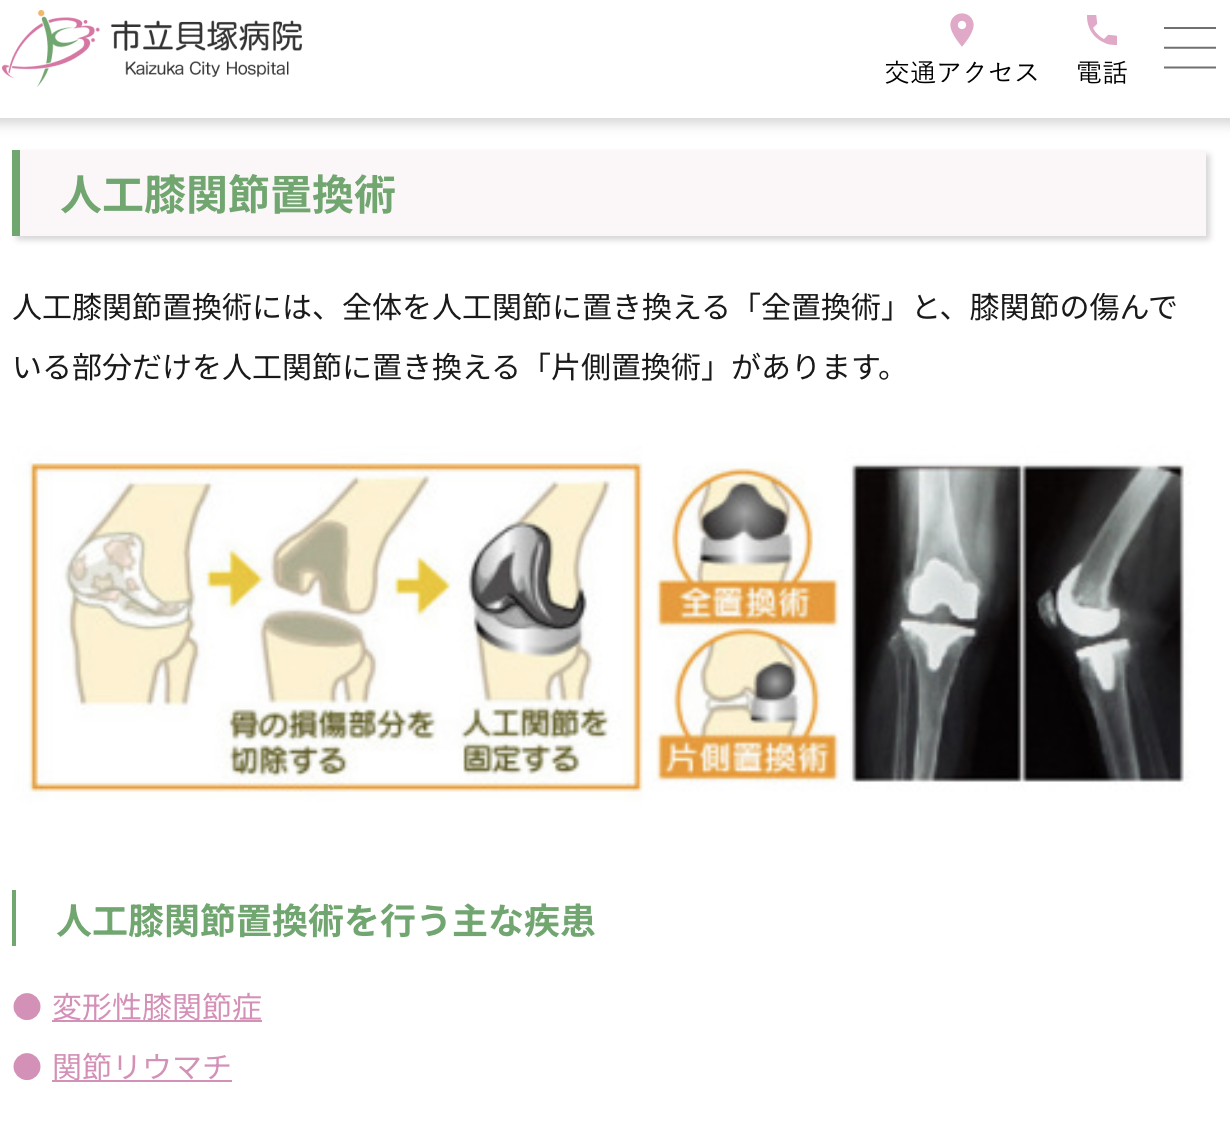 市立貝塚病院
Kaizuka City Hospital
交通アクセス
電話
人工膝関節置換術
人工膝関節置換術には、全体を人工関節に置き換える「全置換術」と、膝関節の傷んで
いる部分だけを人工関節に置き換える「片側置換術」があります。
骨の損傷部分を
切除する
人工関節を
固定する
全置換術
片側置換術
人工膝関節置換術を行う主な疾患
● 変形性膝関節症
● 関節リウマチ